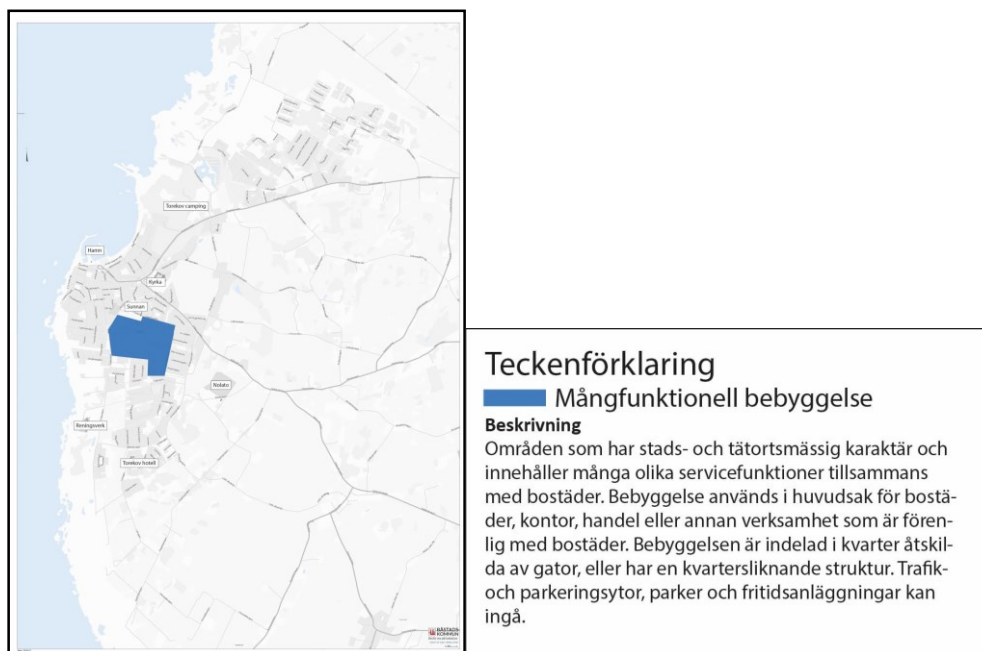 Torekov camping
Hamn
Kyrka
Sunnan
Nolato
Reningsverk
Torekov hotell
BÅSTADS
KOMMUN
Teckenförklaring
Mångfunktionell bebyggelse
Beskrivning
Områden som har stads- och tätortsmässig karaktär och
innehåller många olika servicefunktioner tillsammans
med bostäder. Bebyggelse används i huvudsak för bostä-
der, kontor, handel eller annan verksamhet som är fören-
lig med bostäder. Bebyggelsen är indelad i kvarter åtskil-
da av gator, eller har en kvartersliknande struktur. Trafik-
och parkeringsytor, parker och fritidsanläggningar kan
ingå.